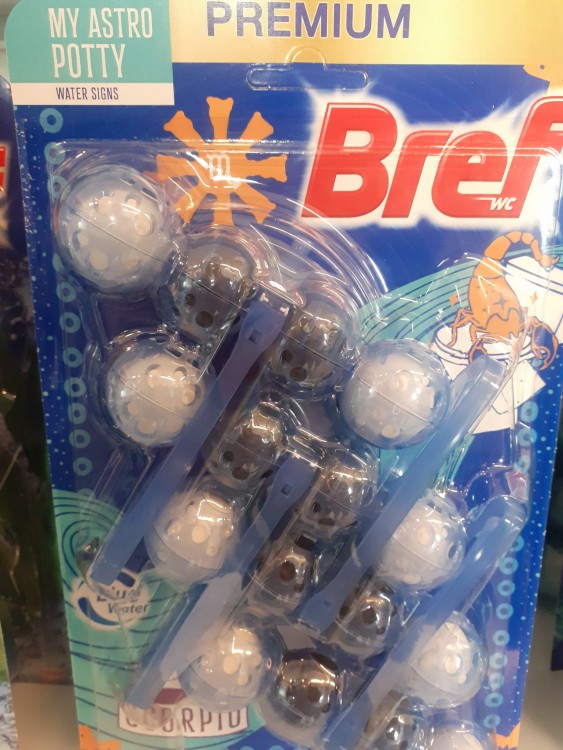 MY ASTRO
POTTY
WATER SIGNS
PREMIUM
m
Bref
WC
Blue
Water
SCORPIO